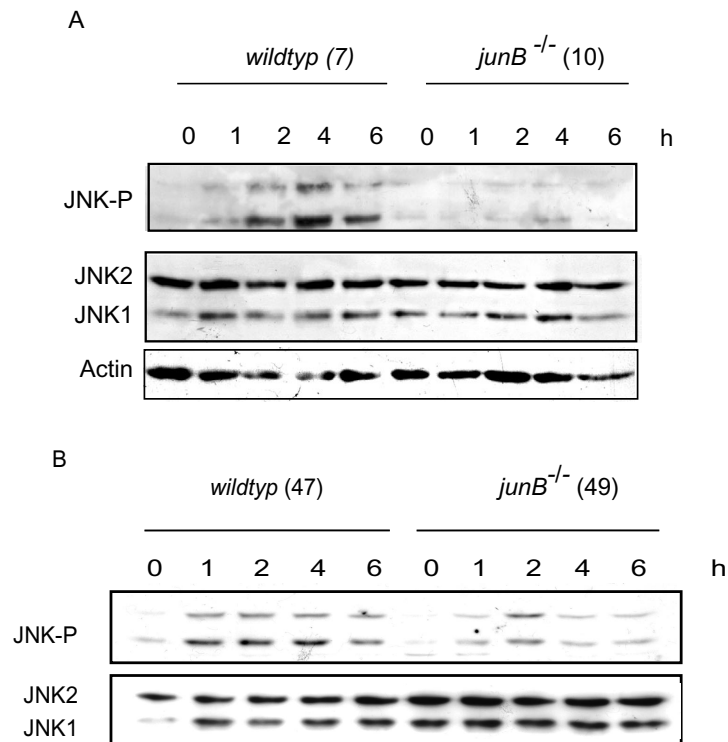 A
wildtyp (7) junB -/- (10)
0 1 2 4 6 0 1 2 4 6 h
JNK-P
JNK2
JNK1
Actin
B
wildtyp (47) junB-/- (49)
0 1 2 4 6 0 1 2 4 6 h
JNK-P
JNK2
JNK1